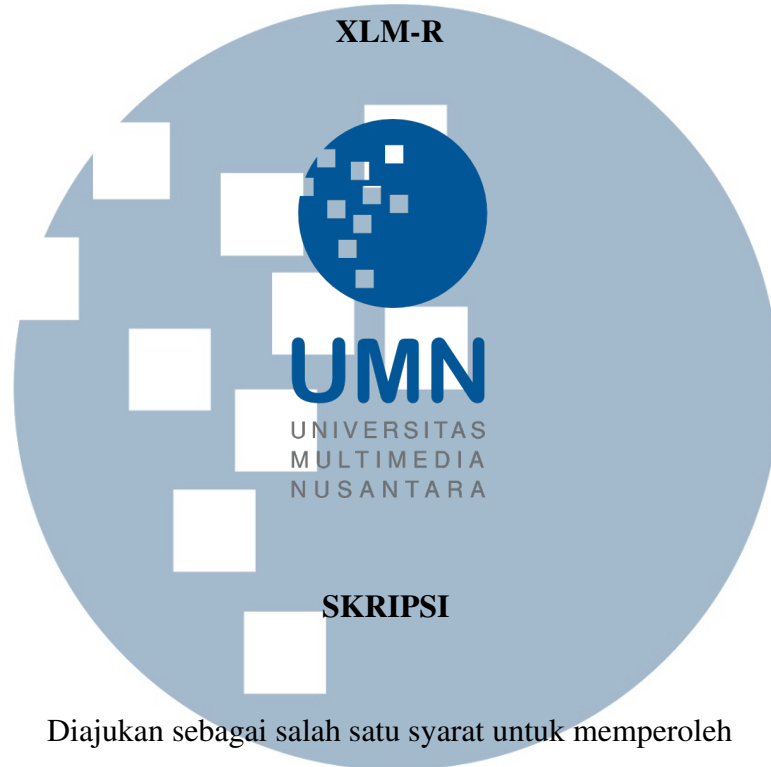 XLM-R
UMN
UNIVERSITAS
MULTIMEDIA
NUSANTARA
SKRIPSI
Diajukan sebagai salah satu syarat untuk memperoleh